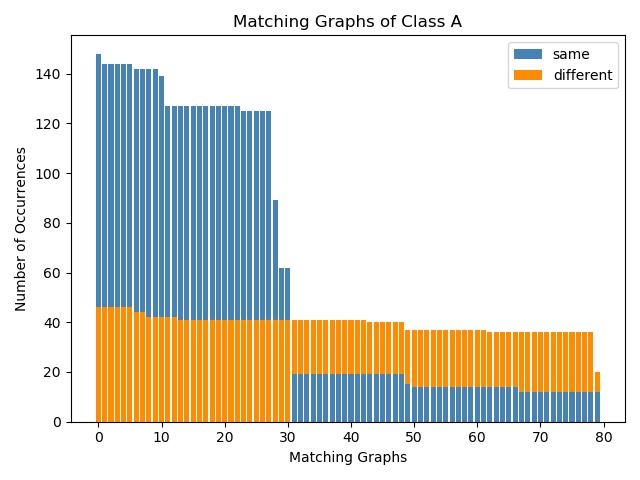 Matching Graphs of Class A
same
different
Number of Occurrences
140
120
100
80
60
40
20
0
0 10 20 30 40 50 60 70 80
Matching Graphs